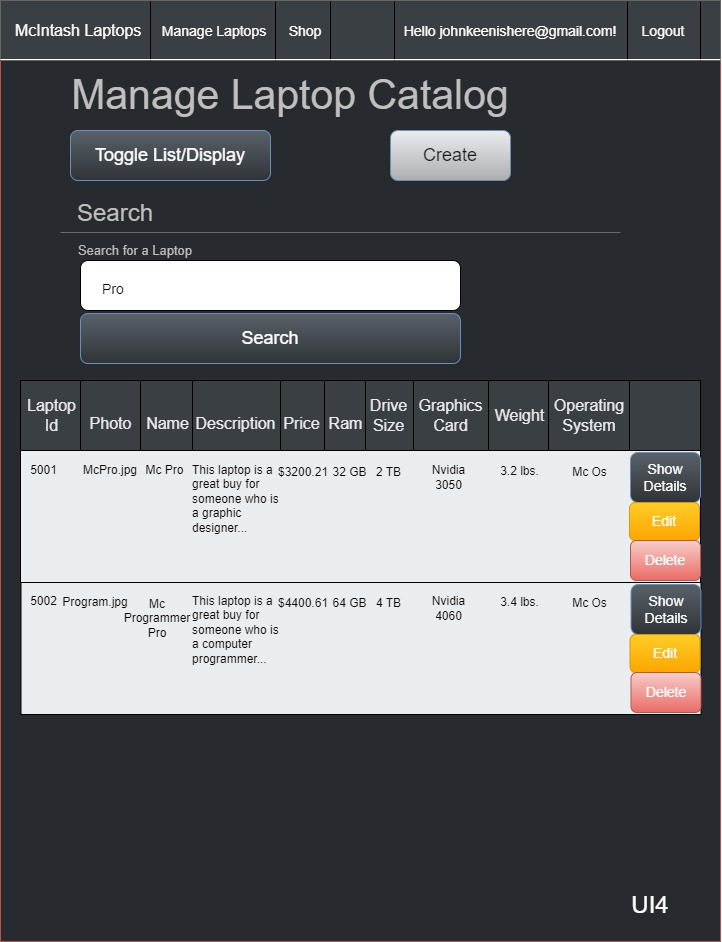 McIntash Laptops Manage Laptops Shop Hello johnkeenishere@gmail.com! Logout
Manage Laptop Catalog
Toggle List/Display Create
Search
Search for a Laptop
Pro
Search
Laptop Id Photo Name Description Price Ram Drive Size Graphics Card Weight Operating System
5001 McPro.jpg Mc Pro This laptop is a $3200.21 32 GB 2 TB Nvidia 3.2 lbs. Mc Os Show Details
great buy for 3050
someone who is
a graphic Edit
designer...
Delete
5002 Program.jpg Mc This laptop is a $4400.61 64 GB 4 TB Nvidia 3.4 lbs. Mc Os Show Details
Programmer great buy for 4060
Pro someone who is
a computer Edit
programmer...
Delete
UI4